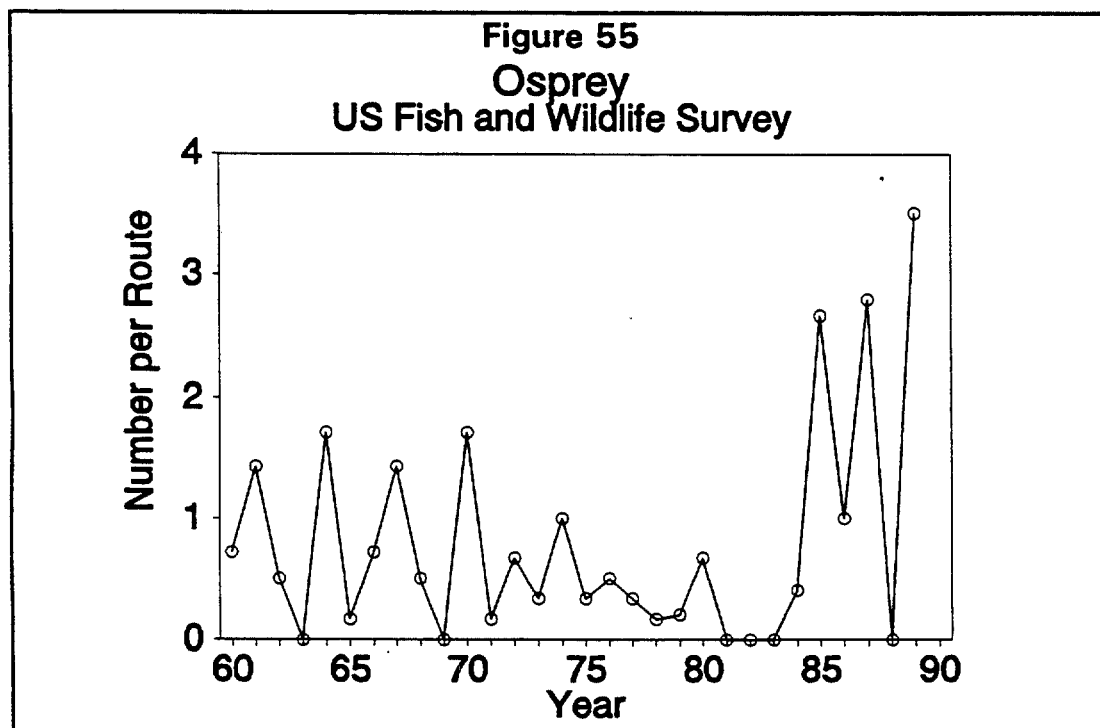 Figure 55
Osprey
US Fish and Wildlife Survey
4
3
2
1
0
Number per Route
60 65 70 75 80 85 90
Year